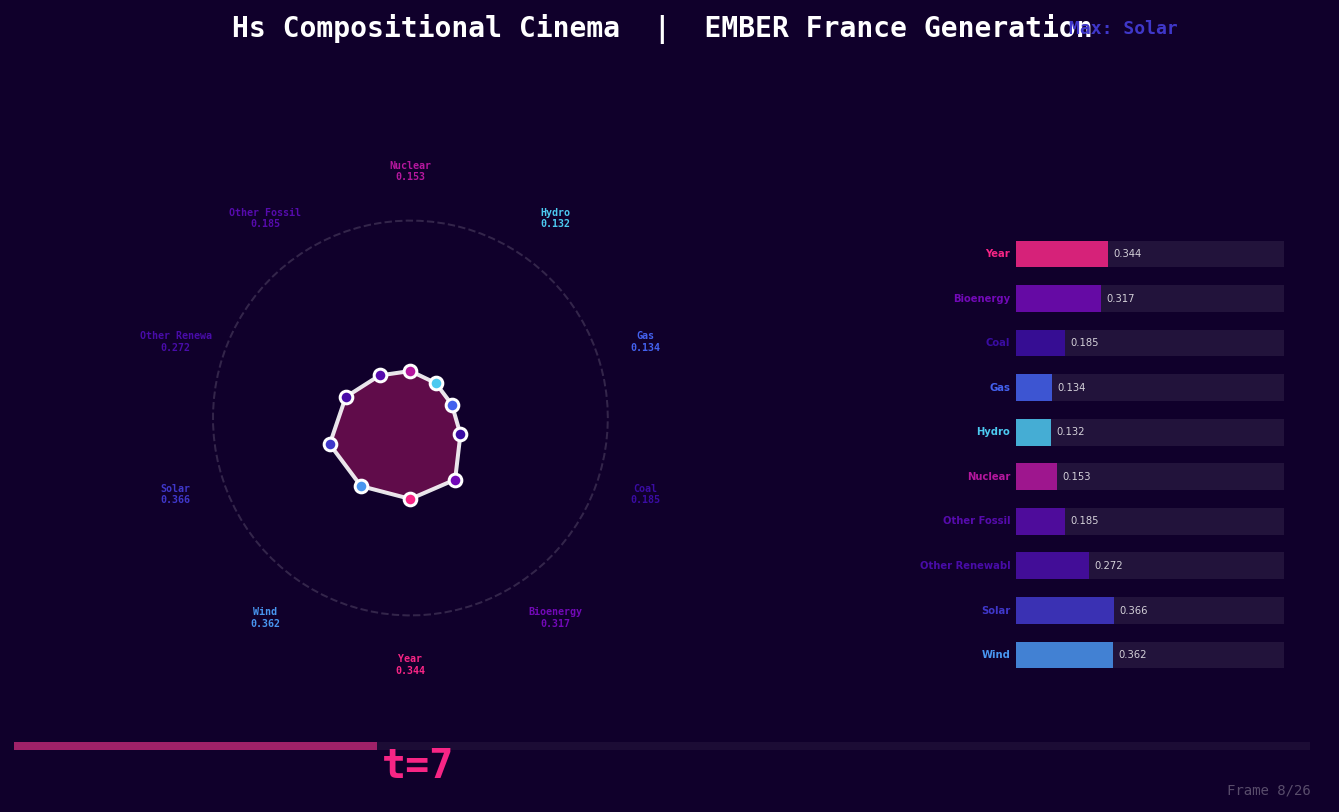 Hs Compositional Cinema | EMBER France Generation
Max: Solar
Nuclear
0.153
Other Fossil
0.185
Hydro
0.132
Other Renewa
0.272
Gas
0.134
Solar
0.366
Coal
0.185
Wind
0.362
Bioenergy
0.317
Year
0.344
Year 0.344
Bioenergy 0.317
Coal 0.185
Gas 0.134
Hydro 0.132
Nuclear 0.153
Other Fossil 0.185
Other Renewabl 0.272
Solar 0.366
Wind 0.362
t=7
Frame 8/26